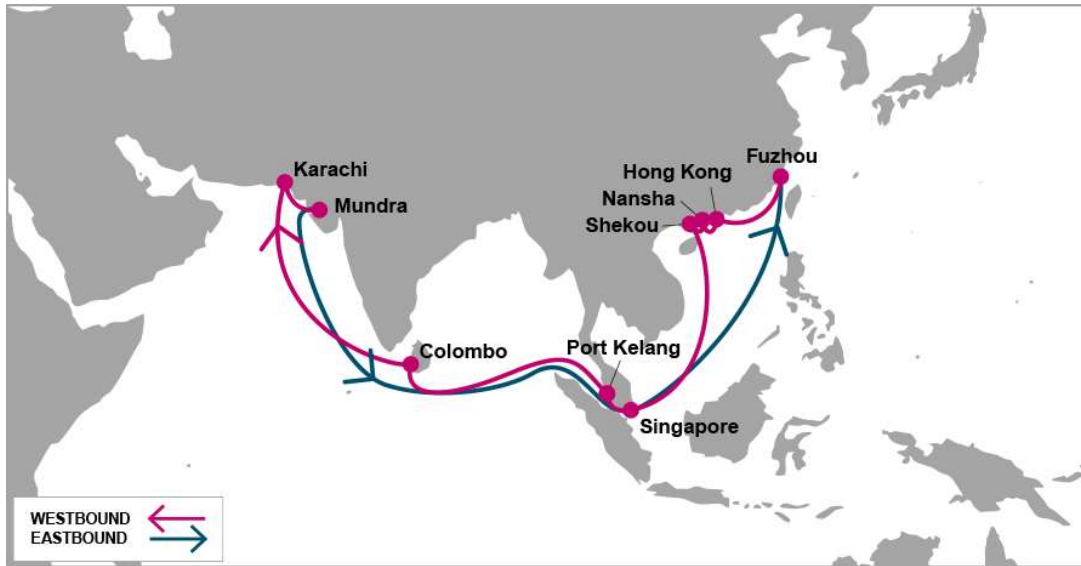 Fuzhou
Hong Kong
Karachi
Nansha
Mundra
Shekou
Port Kelang
Colombo
Singapore
WESTBOUND
EASTBOUND